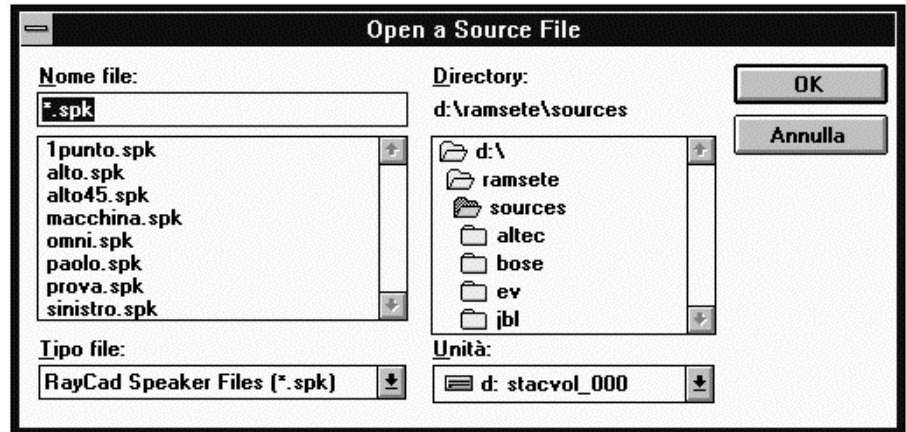 Open a Source File
Nome file:
*.spk
1punto.spk
alto.spk
alto45.spk
macchina.spk
omni.spk
paolo.spk
prova.spk
sinistro.spk
Tipo file:
RayCad Speaker Files (*.spk)
Directory:
d:\ramsete\sources
d:\
ramsete
sources
altec
bose
ev
jbl
Unità:
d: stacvol_000
OK
Annulla